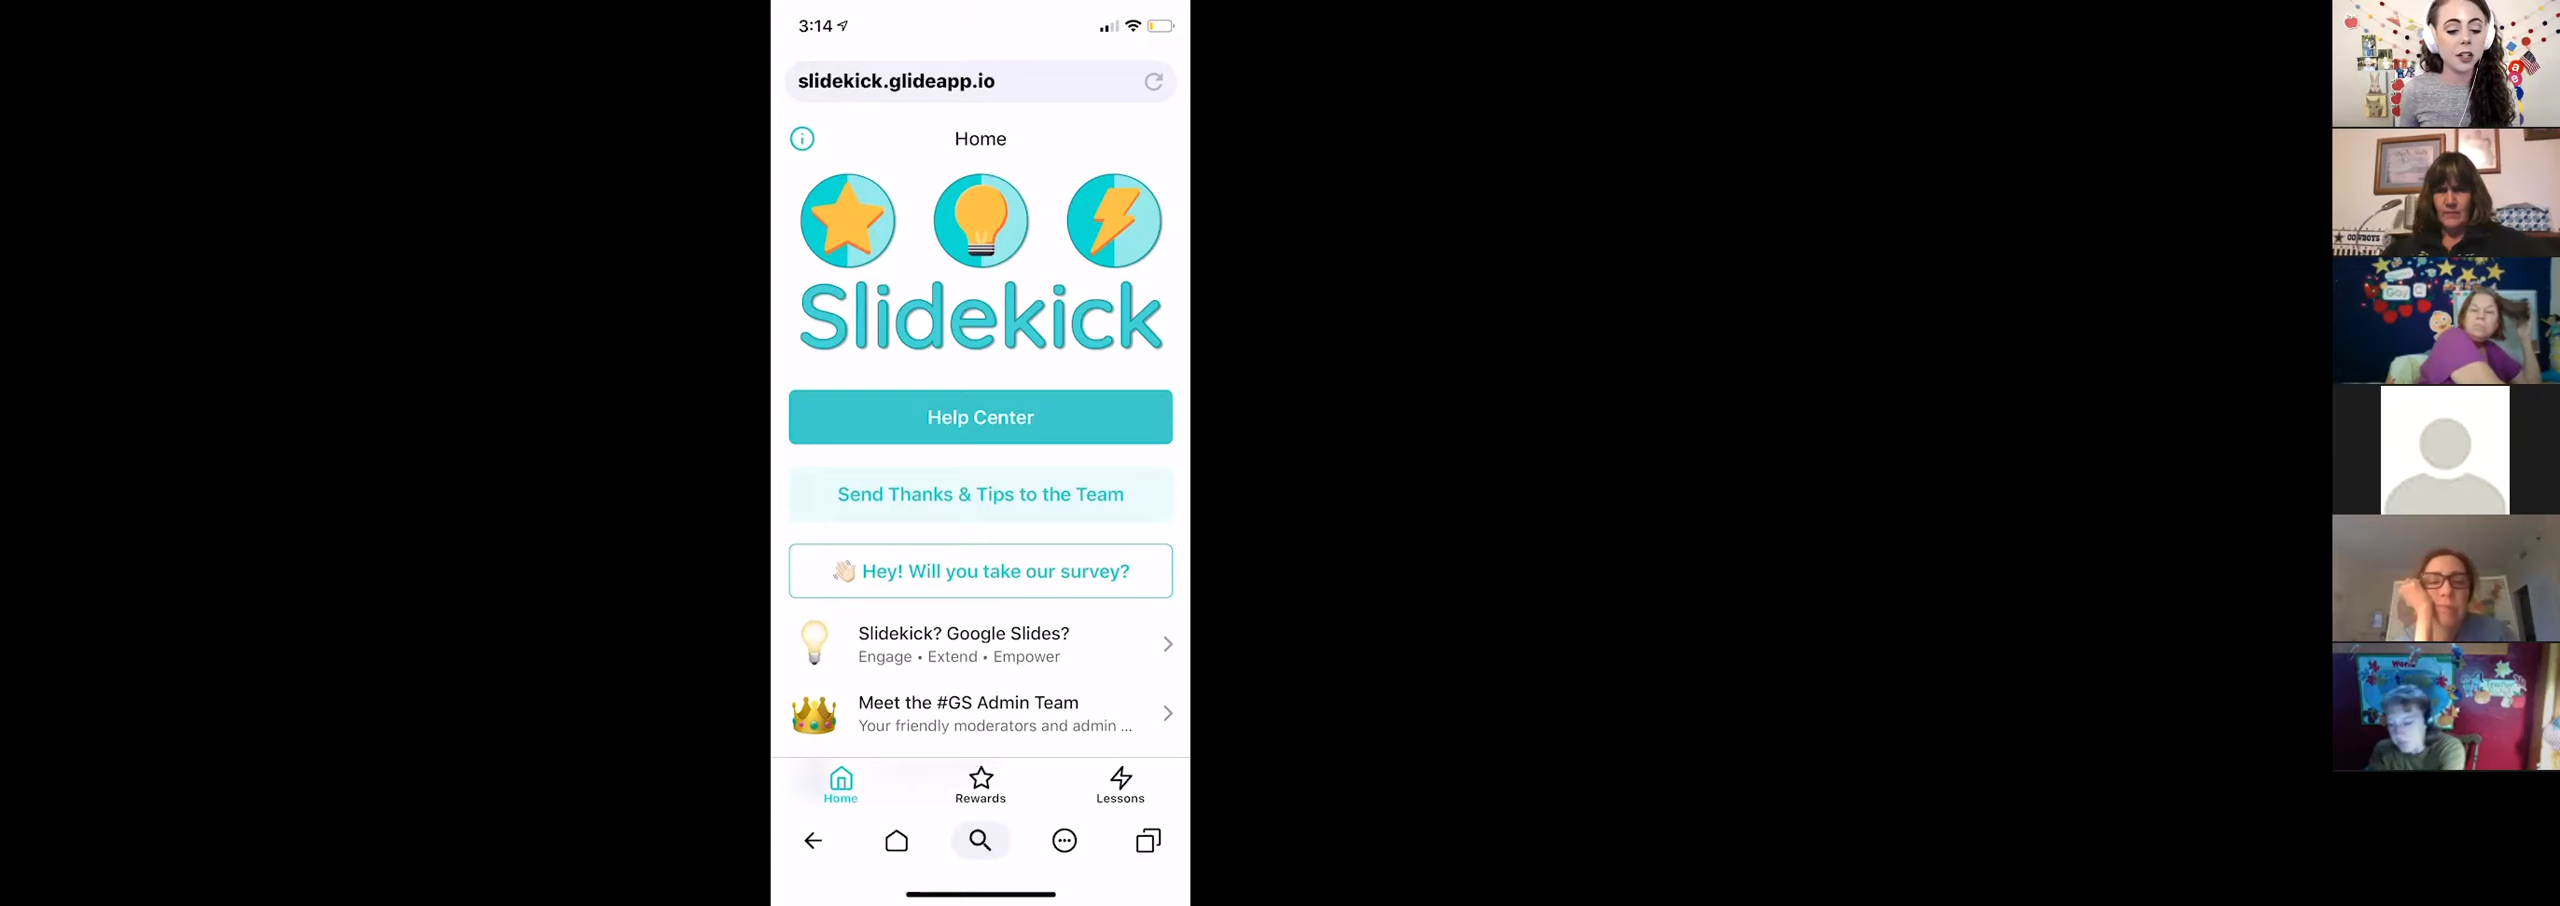 3:14
slidekick.glideapp.io
Home
Slidekick
Help Center
Send Thanks & Tips to the Team
👋🏻 Hey! Will you take our survey?
Slidekick? Google Slides?
Engage • Extend • Empower
Meet the #GS Admin Team
Your friendly moderators and admin ...
Home
Rewards
Lessons
COWBOYS